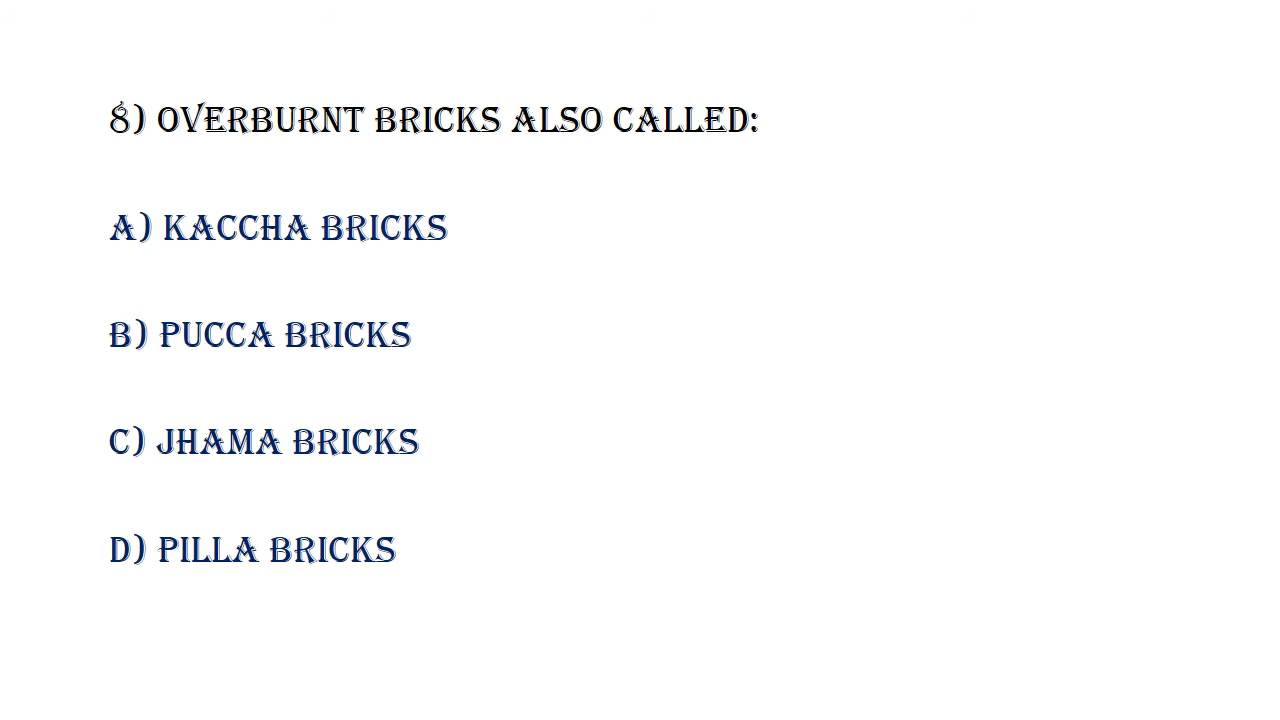 8) OVERBURNT BRICKS ALSO CALLED:
A) KACCHA BRICKS
B) PUCCA BRICKS
C) JHAMA BRICKS
D) PILLA BRICKS